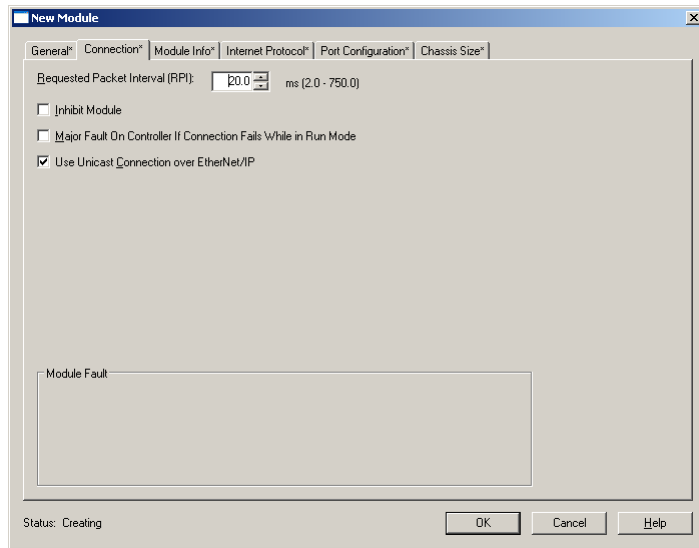 New Module
General* Connection* Module Info* Internet Protocol* Port Configuration* Chassis Size*
Requested Packet Interval (RPI): 20.0 ms (2.0 - 750.0)
Inhibit Module
Major Fault On Controller If Connection Fails While in Run Mode
Use Unicast Connection over EtherNet/IP
Module Fault
Status: Creating OK Cancel Help